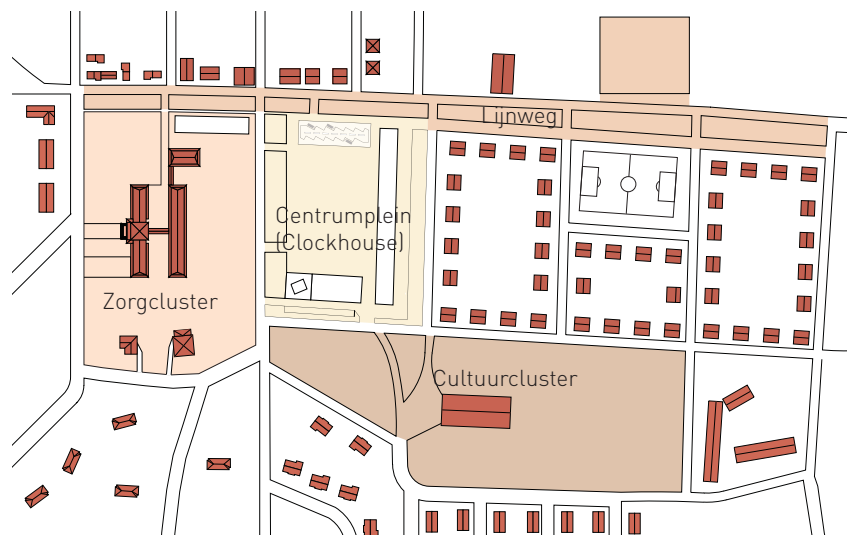 Lijnweg
Centrumplein
(Clockhouse)
Zorgcluster
Cultuurcluster